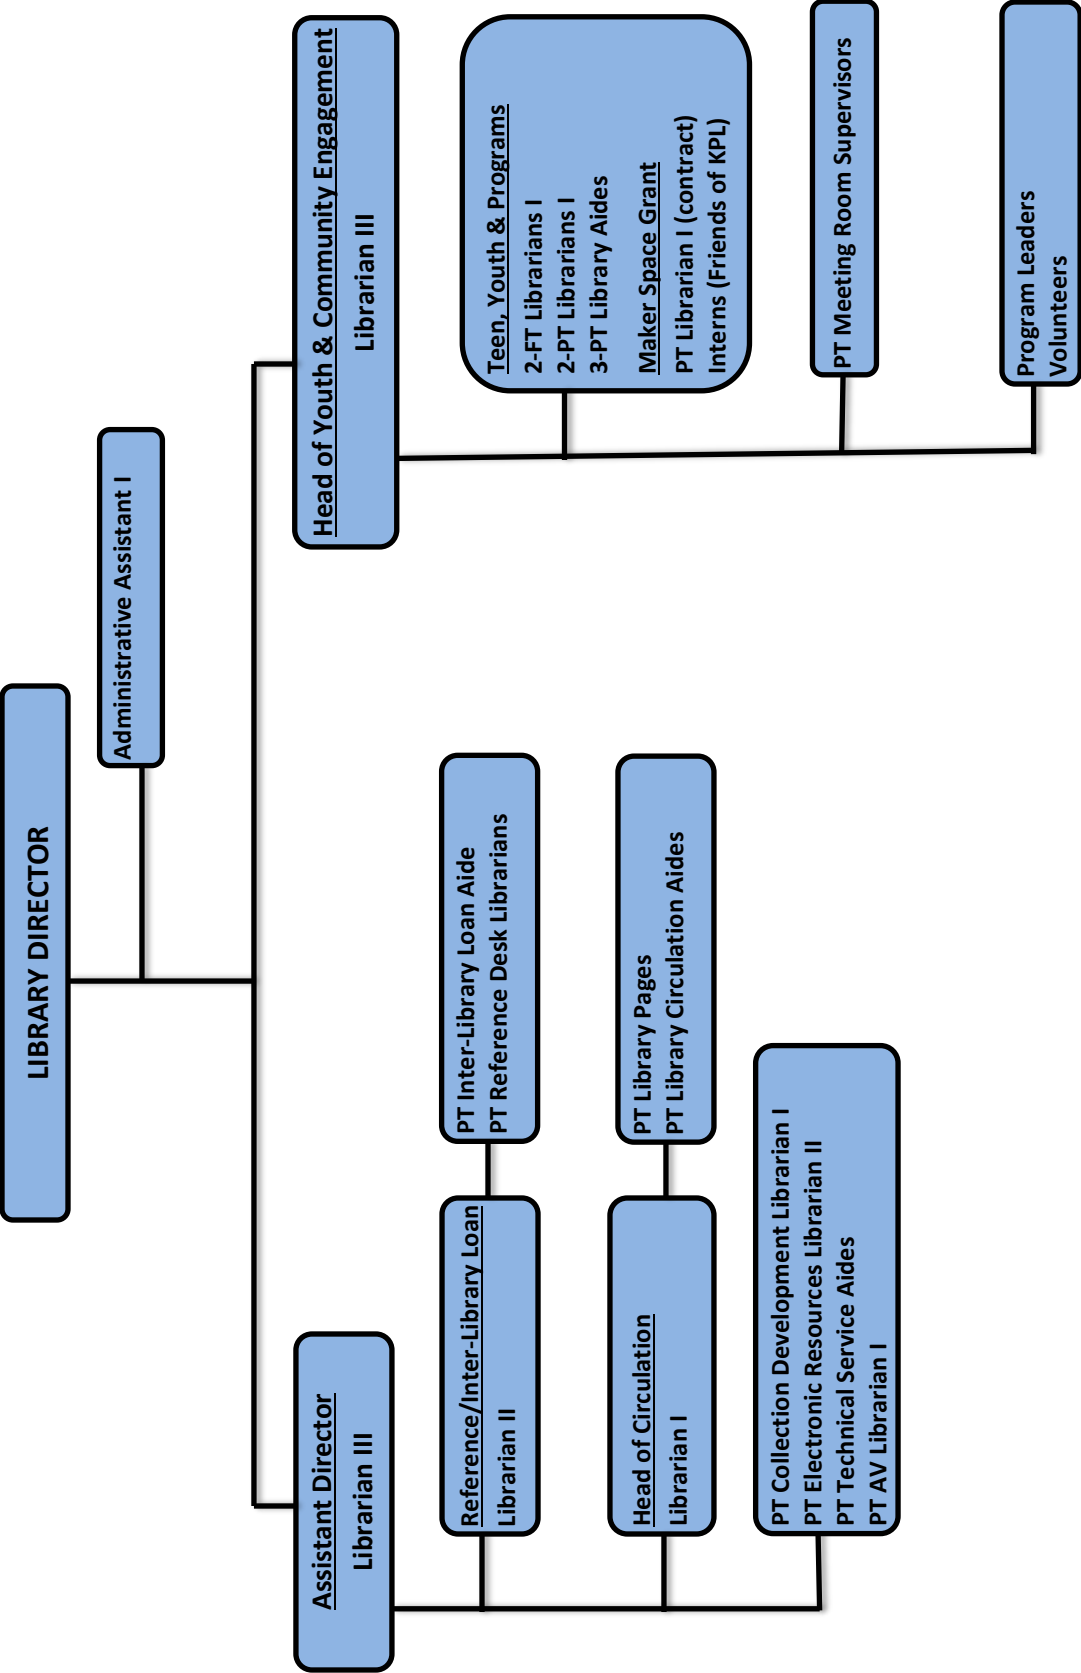 LIBRARY DIRECTOR
Administrative Assistant I
Assistant Director
Librarian III
Head of Youth & Community Engagement
Librarian III
Reference/Inter-Library Loan
Librarian II
PT Inter-Library Loan Aide
PT Reference Desk Librarians
Head of Circulation
Librarian I
PT Library Pages
PT Library Circulation Aides
PT Collection Development Librarian I
PT Electronic Resources Librarian II
PT Technical Service Aides
PT AV Librarian I
Teen, Youth & Programs
2-FT Librarians I
2-PT Librarians I
3-PT Library Aides
Maker Space Grant
PT Librarian I (contract)
Interns (Friends of KPL)
PT Meeting Room Supervisors
Program Leaders
Volunteers